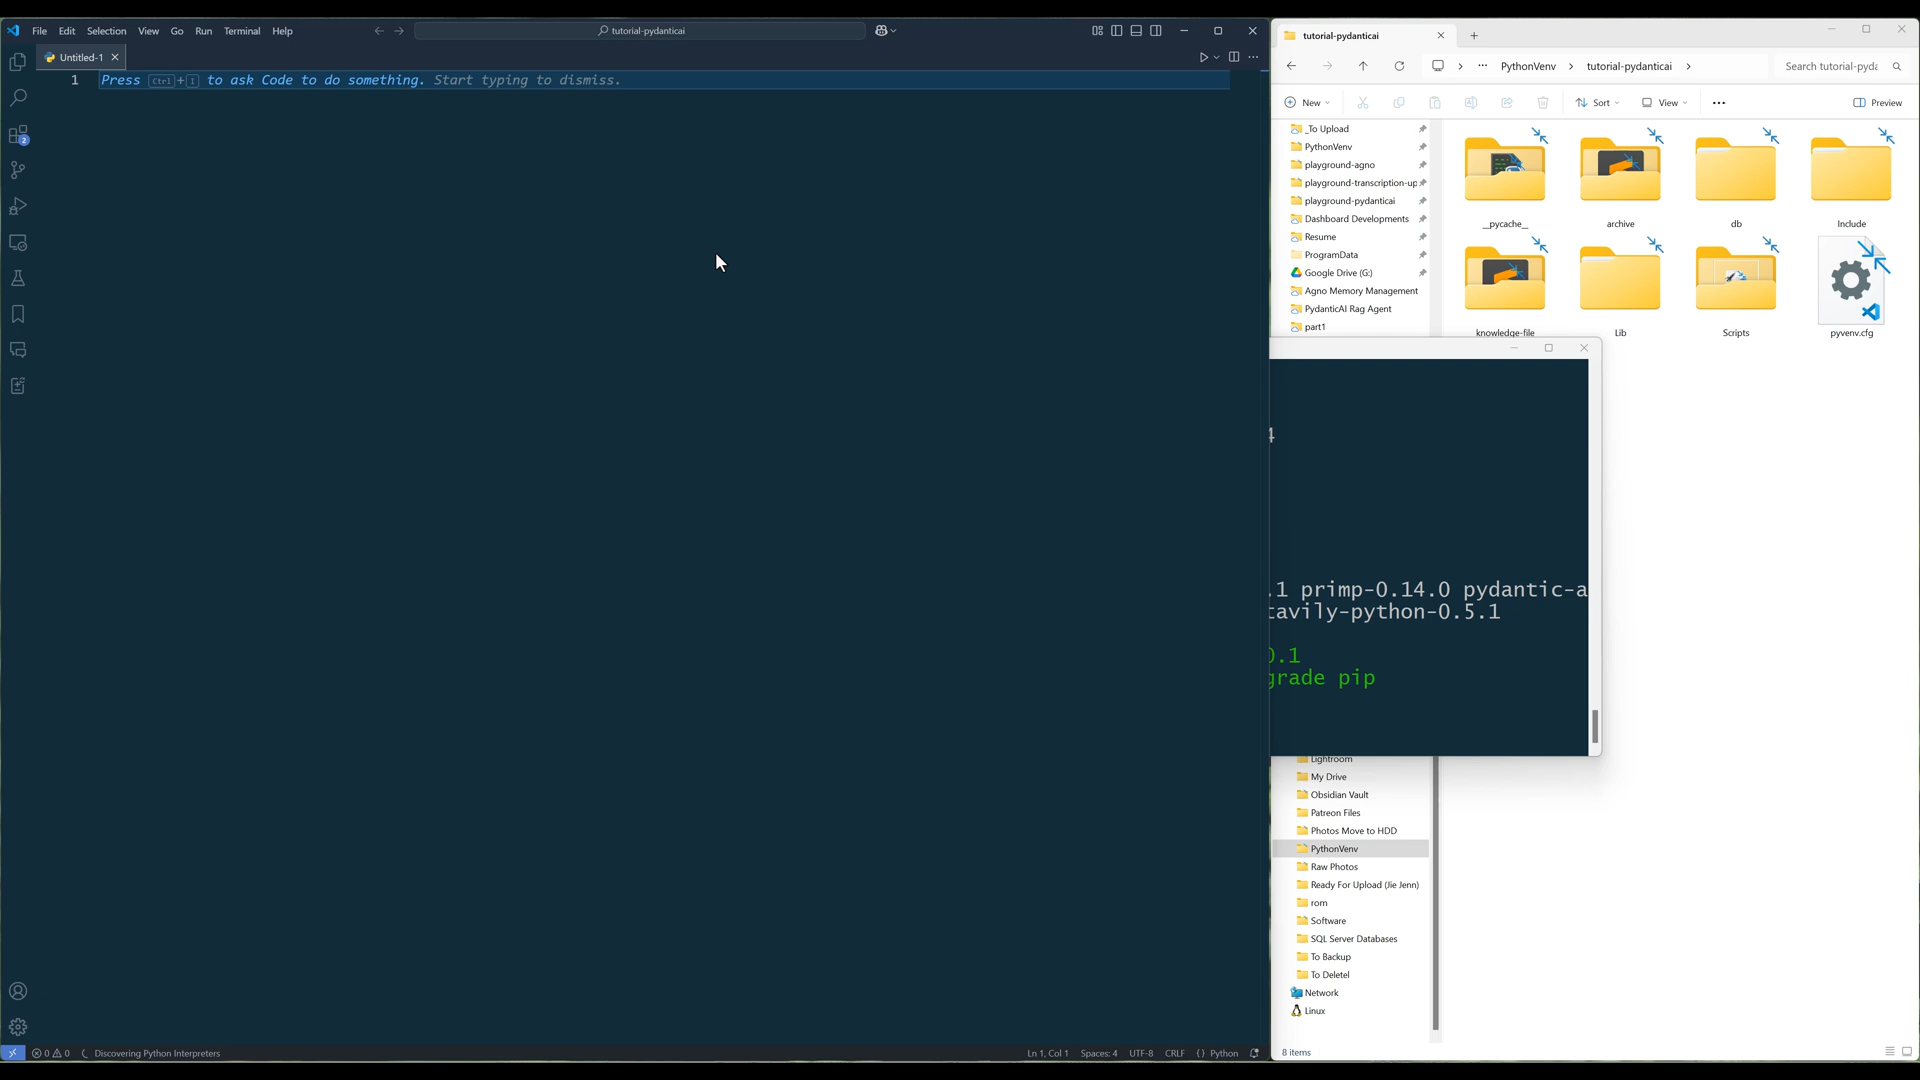 File Edit Selection View Go Run Terminal Help
tutorial-pydanticai
Untitled-1
1 Press Ctrl+I to ask Code to do something. Start typing to dismiss.
2
0 0 Discovering Python Interpreters
Ln 1, Col 1 Spaces: 4 UTF-8 CRLF {} Python
tutorial-pydanticai
PythonVenv tutorial-pydanticai
Search tutorial-pyda
New Sort View Preview
_To Upload
PythonVenv
playground-agno
playground-transcription-up
playground-pydanticai
Dashboard Developments
Resume
ProgramData
Google Drive (G:)
Agno Memory Management
PydanticAI Rag Agent
part1
__pycache__
archive
db
Include
knowledge-file
Lib
Scripts
pyvenv.cfg
4
.1 primp-0.14.0 pydantic-a
tavily-python-0.5.1
0.1
grade pip
Lightroom
My Drive
Obsidian Vault
Patreon Files
Photos Move to HDD
PythonVenv
Raw Photos
Ready For Upload (Jie Jenn)
rom
Software
SQL Server Databases
To Backup
To Deletel
Network
Linux
8 items